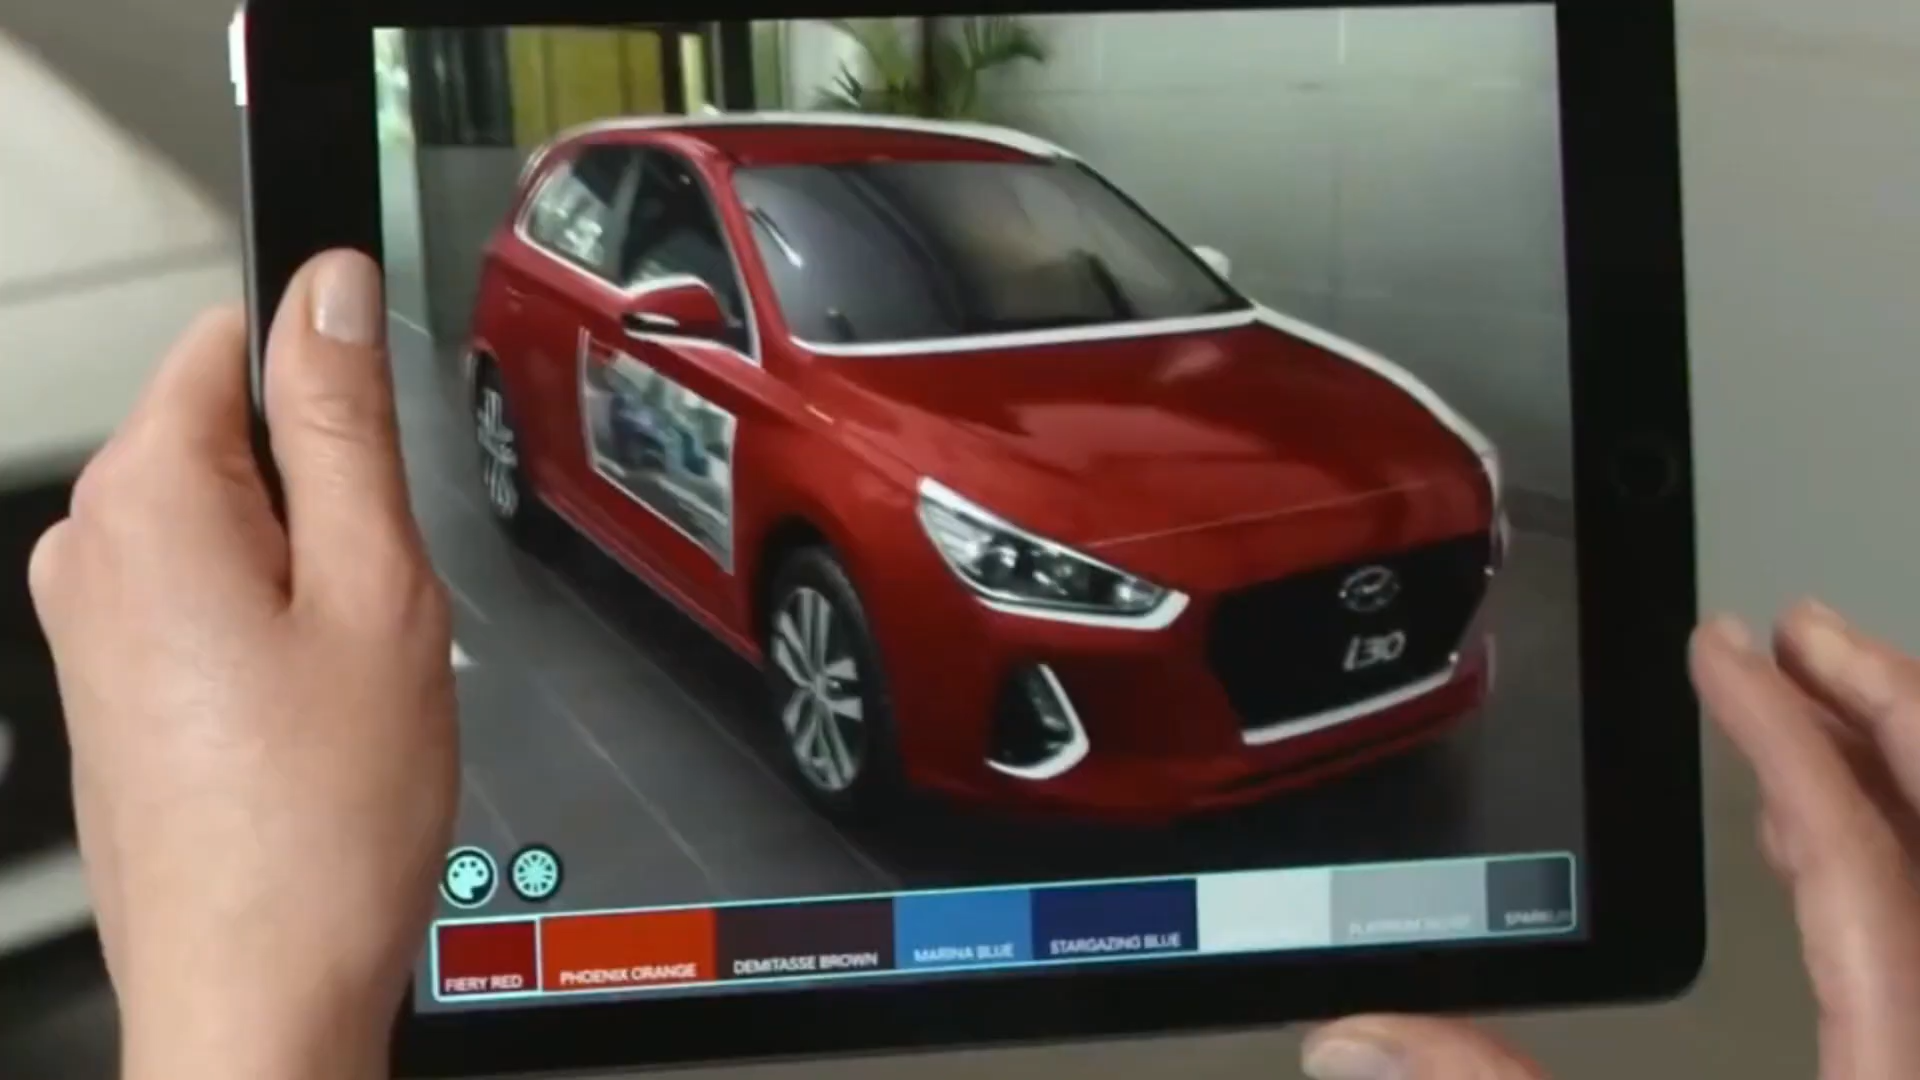 i30
FIERY RED
PHOENIX ORANGE
DEMITASSE BROWN
MARINA BLUE
STARGAZING BLUE
PLATINUM SILVER